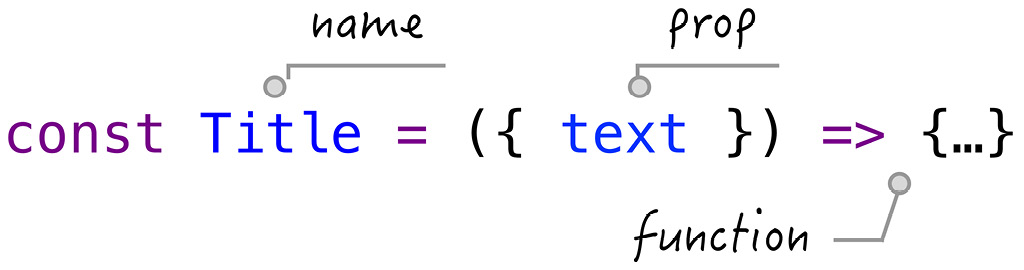 name prop
const Title = ({ text }) => {…}
function